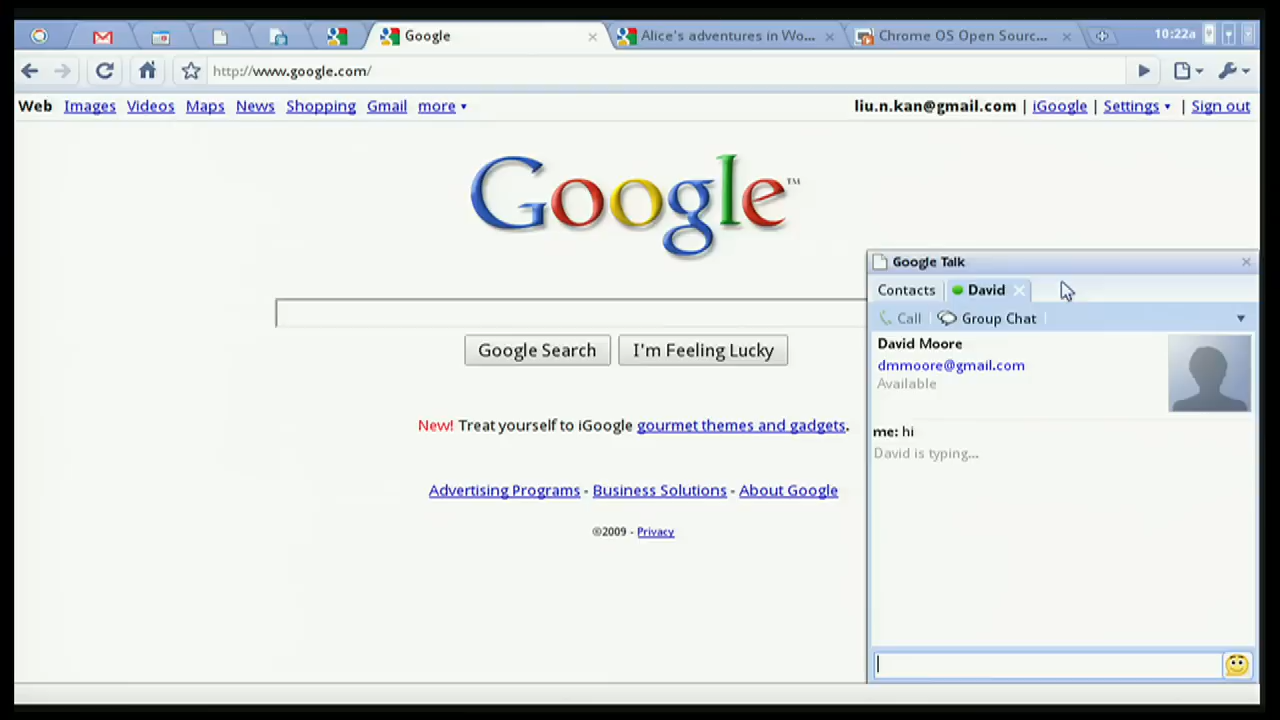 Google
Alice's adventures in Wo...
Chrome OS Open Sourc...
10:22a
http://www.google.com/
Web Images Videos Maps News Shopping Gmail more
liu.n.kan@gmail.com | iGoogle | Settings | Sign out
Google™
Google Talk
Contacts David
Call Group Chat
Google Search I'm Feeling Lucky
David Moore
dmmoore@gmail.com
Available
New! Treat yourself to iGoogle gourmet themes and gadgets.
me: hi
David is typing...
Advertising Programs - Business Solutions - About Google
©2009 - Privacy